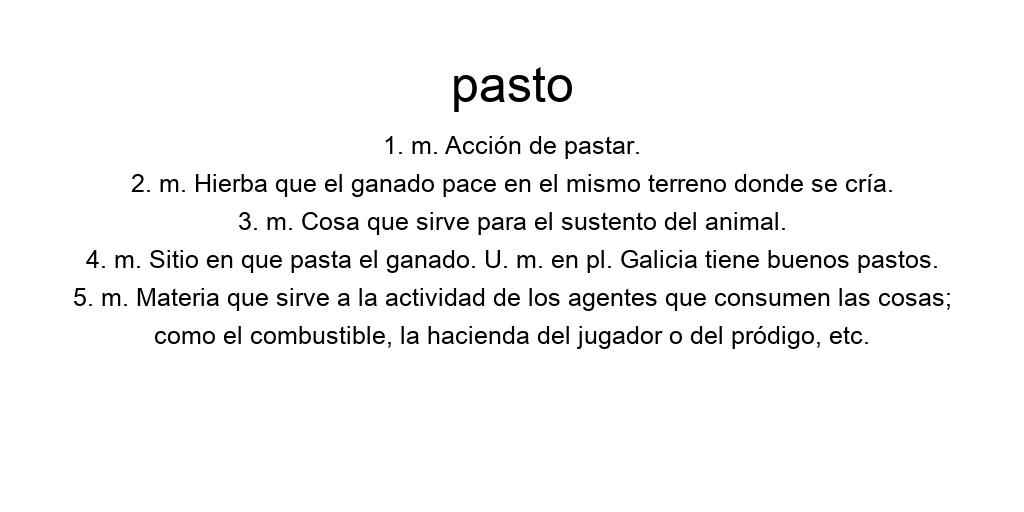 pasto
1. m. Acción de pastar.
2. m. Hierba que el ganado pace en el mismo terreno donde se cría.
3. m. Cosa que sirve para el sustento del animal.
4. m. Sitio en que pasta el ganado. U. m. en pl. Galicia tiene buenos pastos.
5. m. Materia que sirve a la actividad de los agentes que consumen las cosas;
como el combustible, la hacienda del jugador o del pródigo, etc.